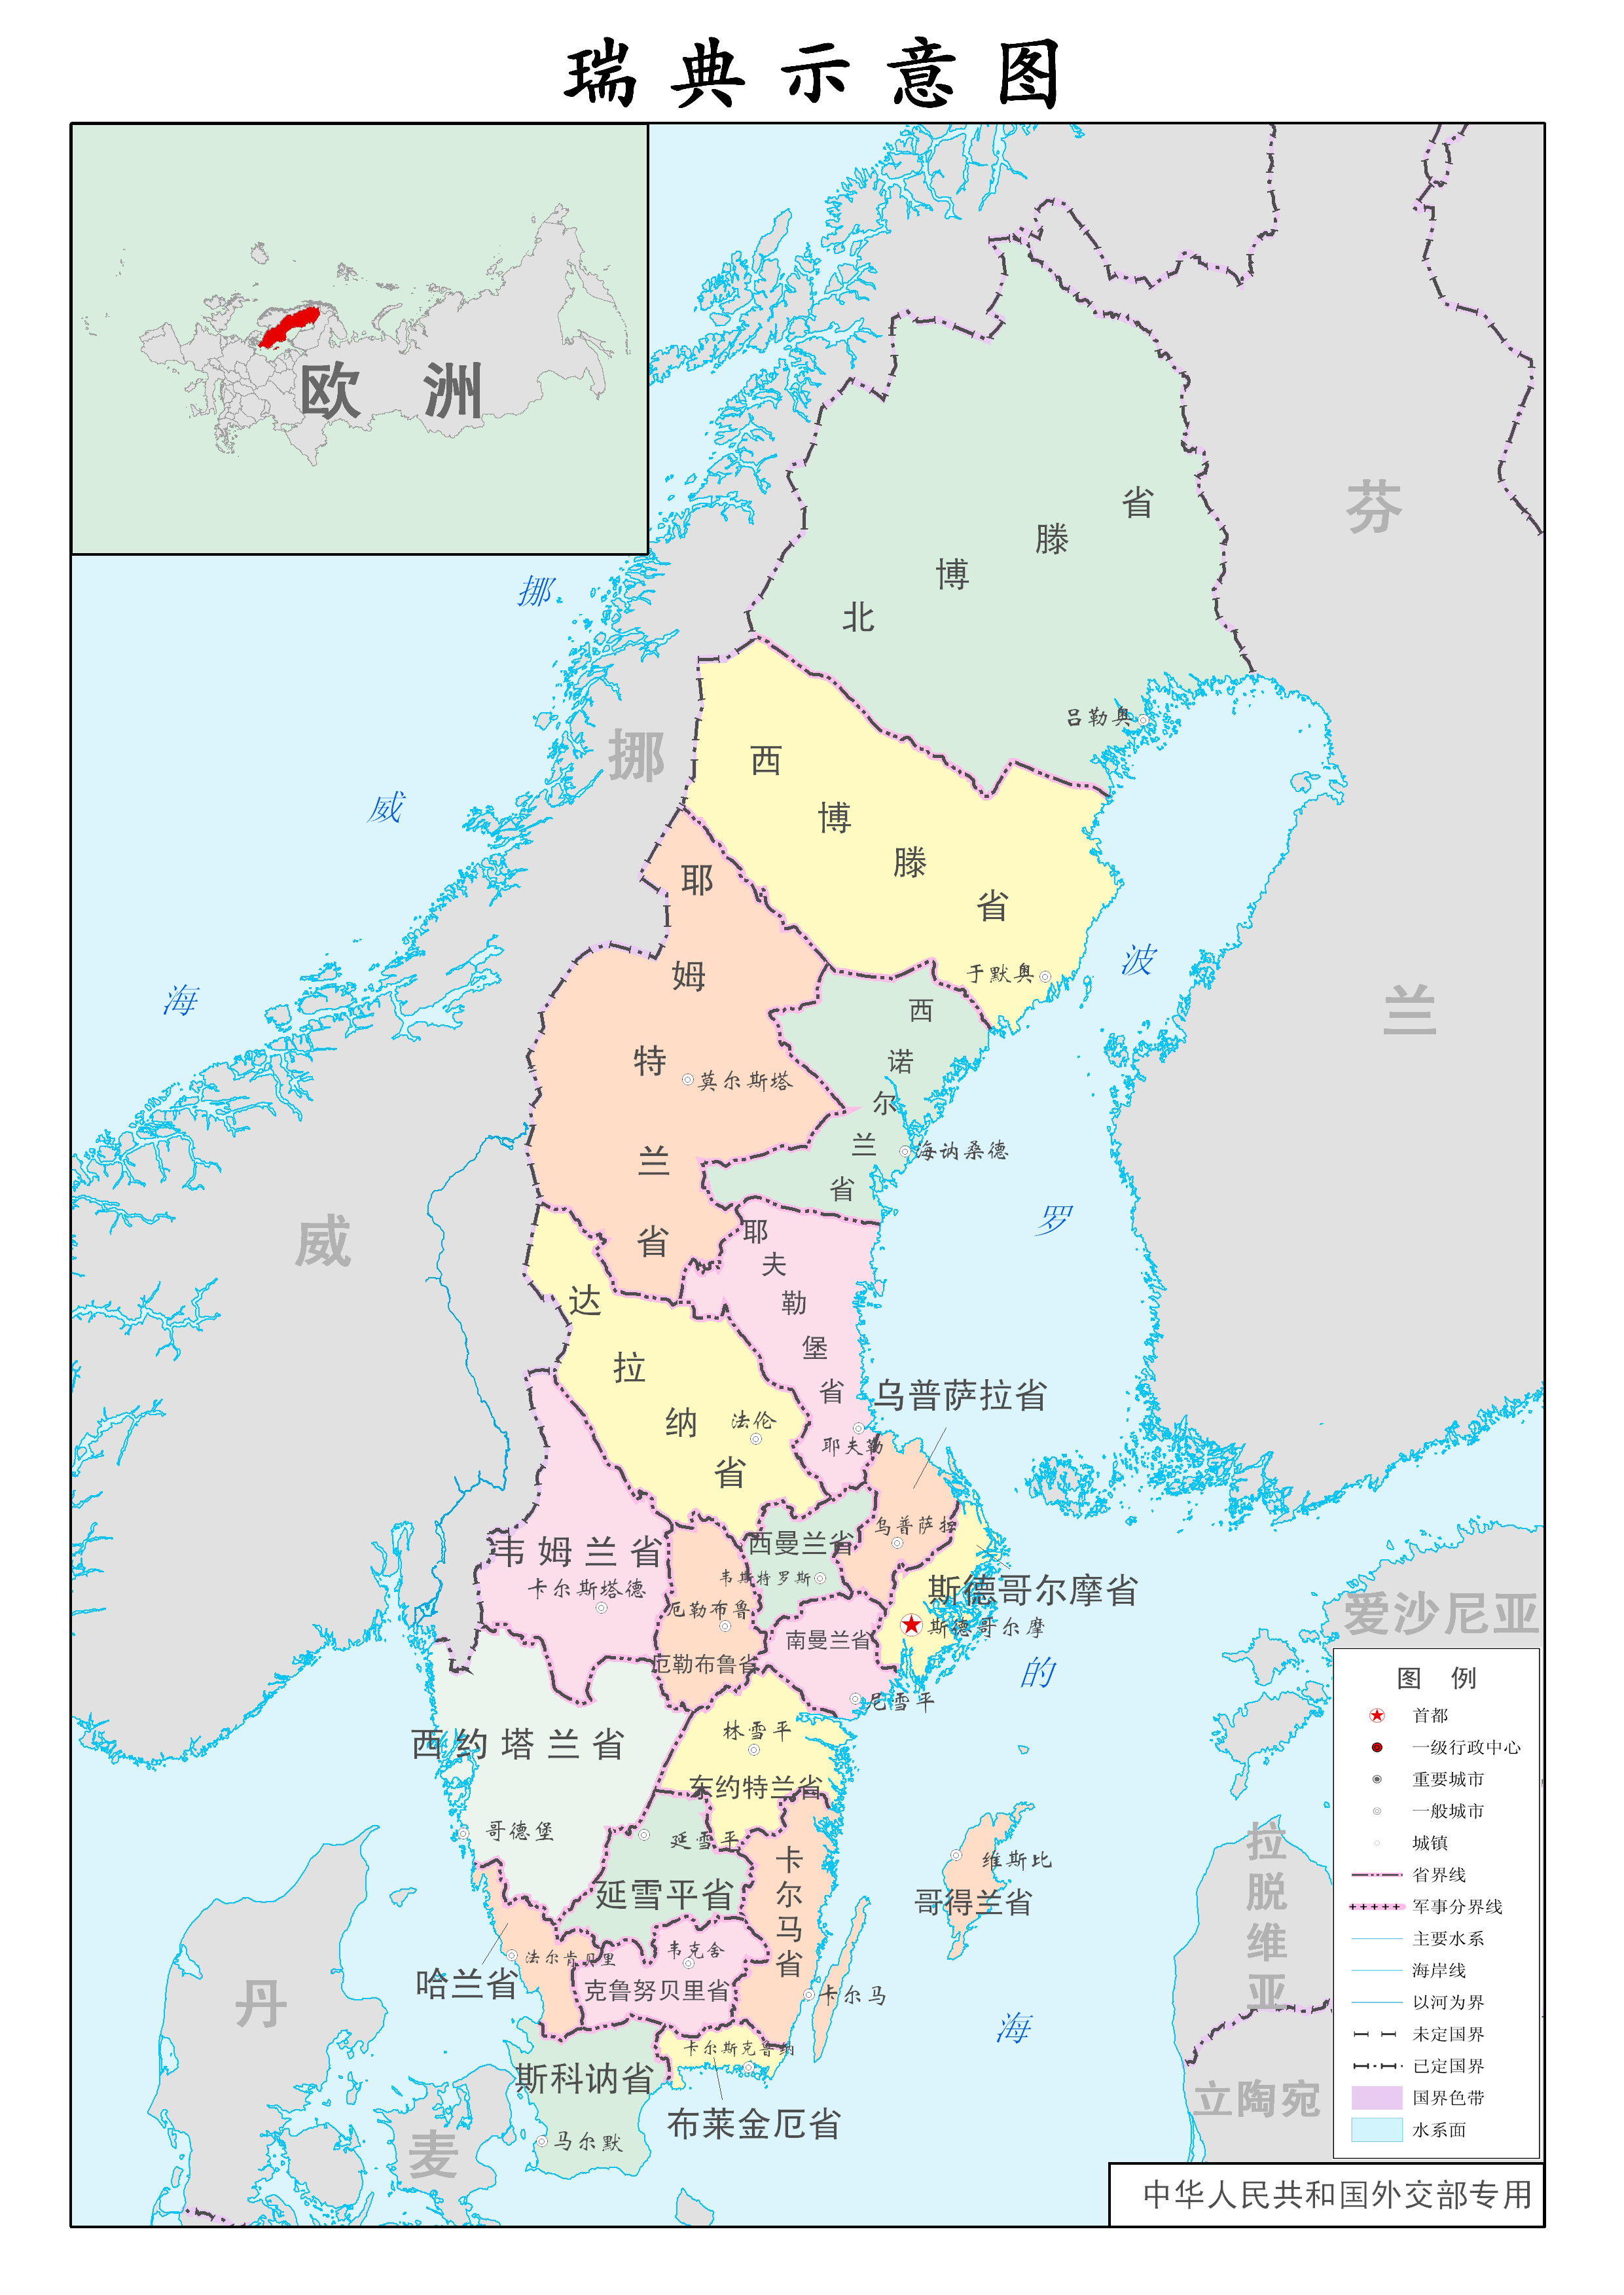 瑞典示意图
欧洲
芬兰
挪威
挪威海
北博滕省
吕勒奥
西博滕省
于默奥
耶姆特兰省
莫尔斯塔
西诺尔兰省
海讷桑德
波罗的海
耶夫勒堡省
耶夫勒
达拉纳省
法伦
乌普萨拉省
乌普萨拉
韦姆兰省
卡尔斯塔德
西曼兰省
韦斯特罗斯
厄勒布鲁
厄勒布鲁省
斯德哥尔摩省
斯德哥尔摩
南曼兰省
尼雪平
爱沙尼亚
西约塔兰省
哥德堡
林雪平
东约特兰省
延雪平
延雪平省
卡尔马省
卡尔马
维斯比
哥得兰省
哈兰省
法尔肯贝里
韦克舍
克鲁努贝里省
卡尔斯克鲁纳
布莱金厄省
斯科讷省
马尔默
丹麦
拉脱维亚
立陶宛
图例
首都
一级行政中心
重要城市
一般城市
城镇
省界线
军事分界线
主要水系
海岸线
以河为界
未定国界
已定国界
国界色带
水系面
中华人民共和国外交部专用